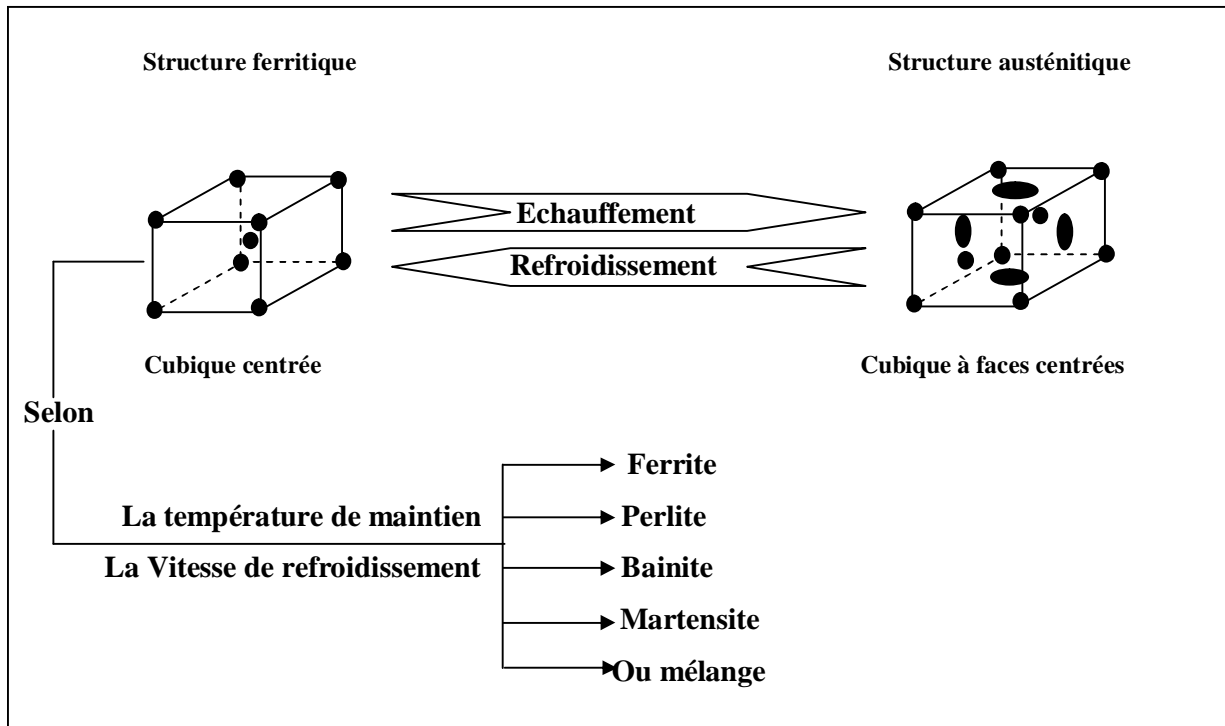 Structure ferritique
Structure austénitique
Echauffement
Refroidissement
Cubique centrée
Cubique à faces centrées
Selon
La température de maintien
La Vitesse de refroidissement
Ferrite
Perlite
Bainite
Martensite
Ou mélange